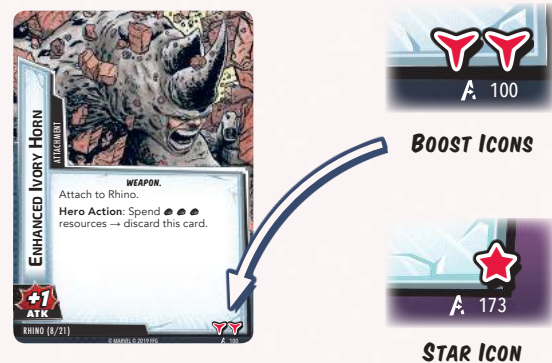 ENHANCED IVORY HORN
ATTACHMENT
WEAPON.
Attach to Rhino.
Hero Action: Spend
resources → discard this card.
+1
ATK
RHINO (8/21)
© MARVEL © 2019 FFG
100
100
BOOST ICONS
173
STAR ICON